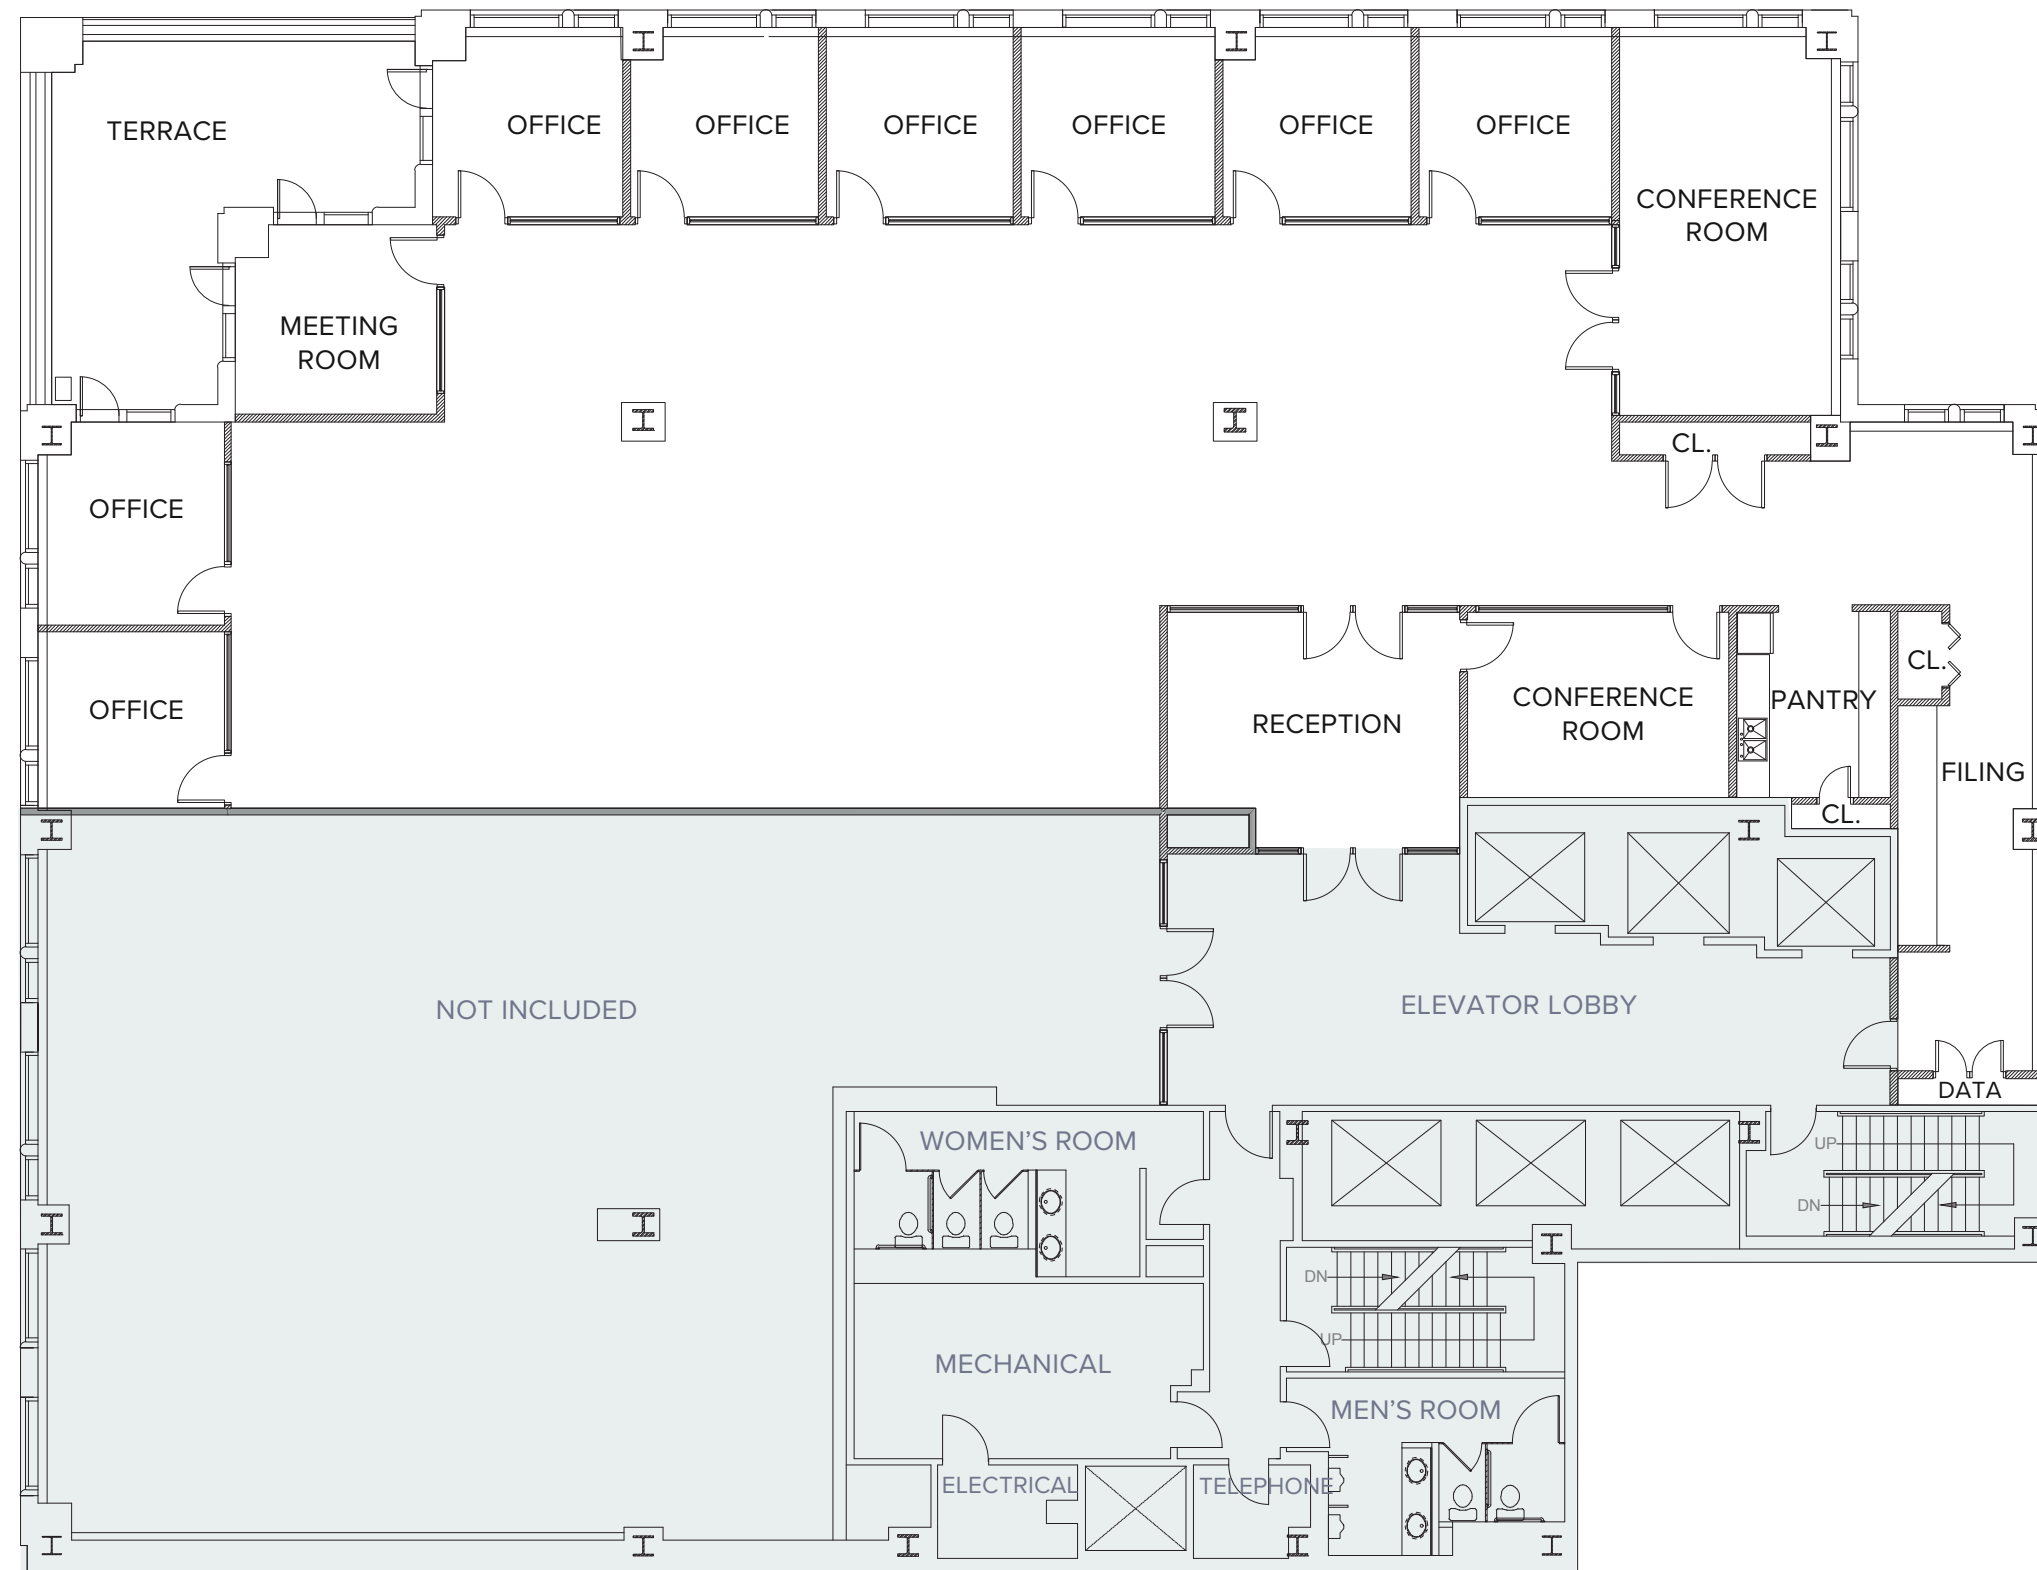 TERRACE
OFFICE
OFFICE
OFFICE
OFFICE
OFFICE
OFFICE
CONFERENCE
ROOM
MEETING
ROOM
CL.
OFFICE
OFFICE
RECEPTION
CONFERENCE
ROOM
PANTRY
CL.
FILING
CL.
NOT INCLUDED
ELEVATOR LOBBY
DATA
WOMEN'S ROOM
UP
DN
DN
UP
MECHANICAL
MEN'S ROOM
ELECTRICAL
TELEPHONE